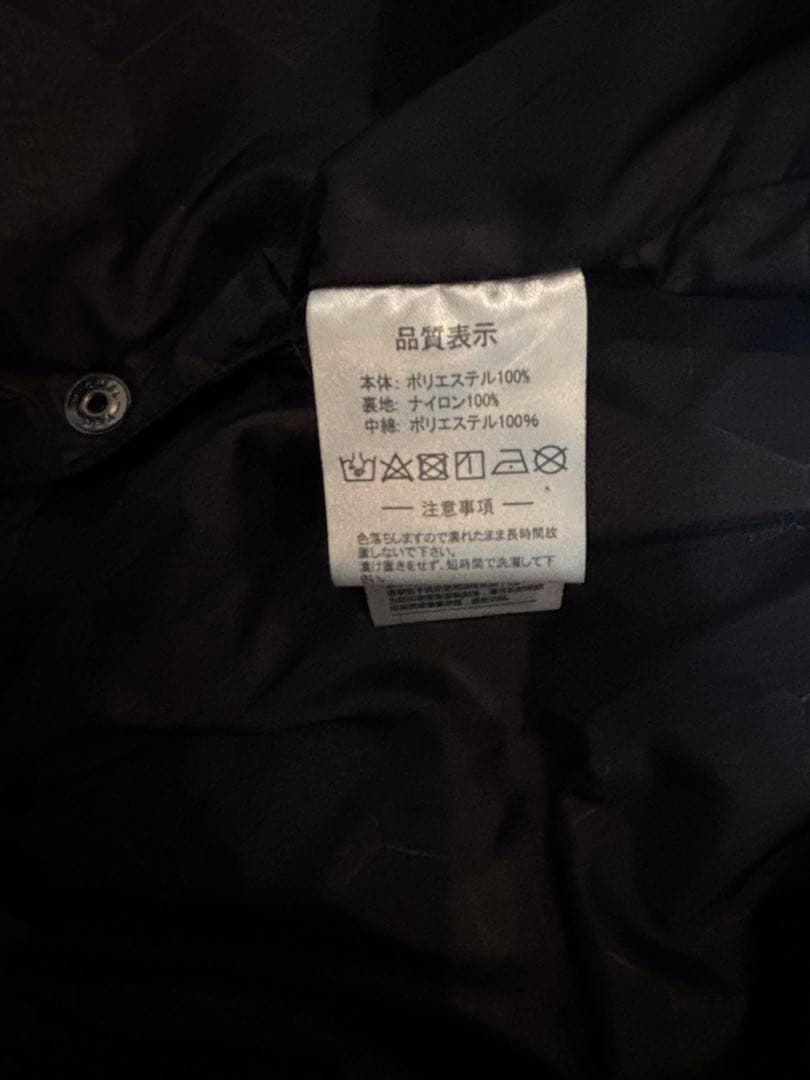 品質表示
本体: ポリエステル100%
裏地: ナイロン100%
中綿: ポリエステル100%
注意事項
色落ちしますので濡れたまま長時間放
置しないで下さい。
漬け置きをせず、短時間で洗濯して下
さい。